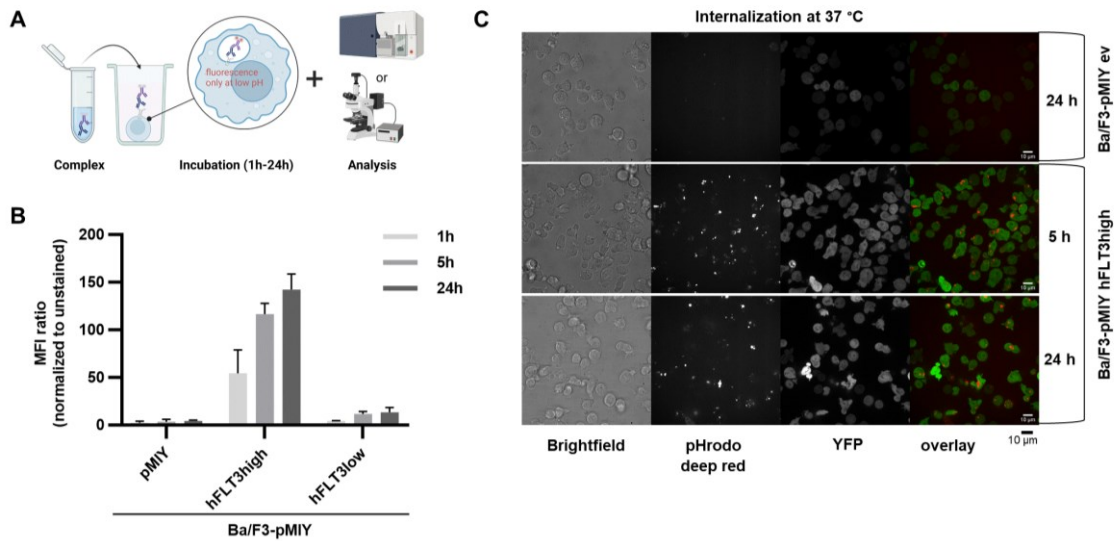 A
fluorescence
only at low pH
or
Complex
Incubation (1h-24h)
Analysis
B
MFI ratio
(normalized to unstained)
200
150
100
50
0
1h
5h
24h
pMIY
hFLT3high
hFLT3low
Ba/F3-pMIY
C
Internalization at 37 °C
24 h
5 h
24 h
Ba/F3-pMIY ev
Ba/F3-pMIY hFLT3high
10 µm
10 µm
10 µm
Brightfield
pHrodo
deep red
YFP
overlay
10 µm